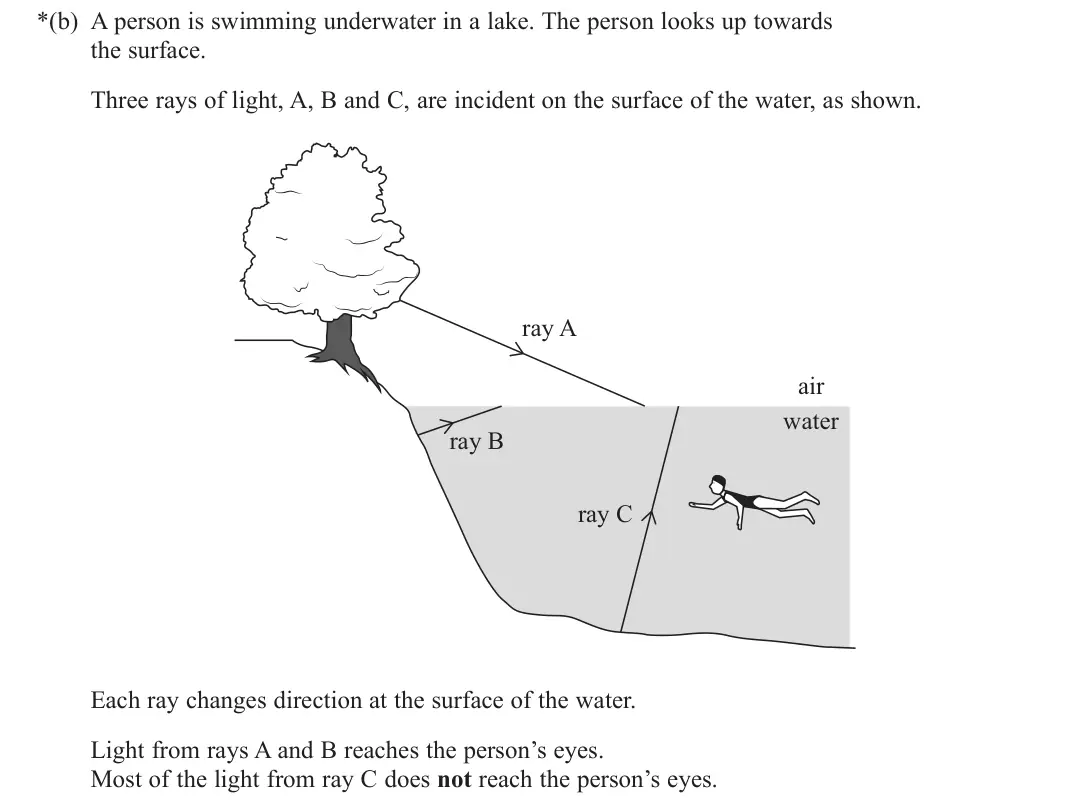 *(b) A person is swimming underwater in a lake. The person looks up towards
the surface.
Three rays of light, A, B and C, are incident on the surface of the water, as shown.
ray A
air
water
ray B
ray C
Each ray changes direction at the surface of the water.
Light from rays A and B reaches the person’s eyes.
Most of the light from ray C does not reach the person’s eyes.